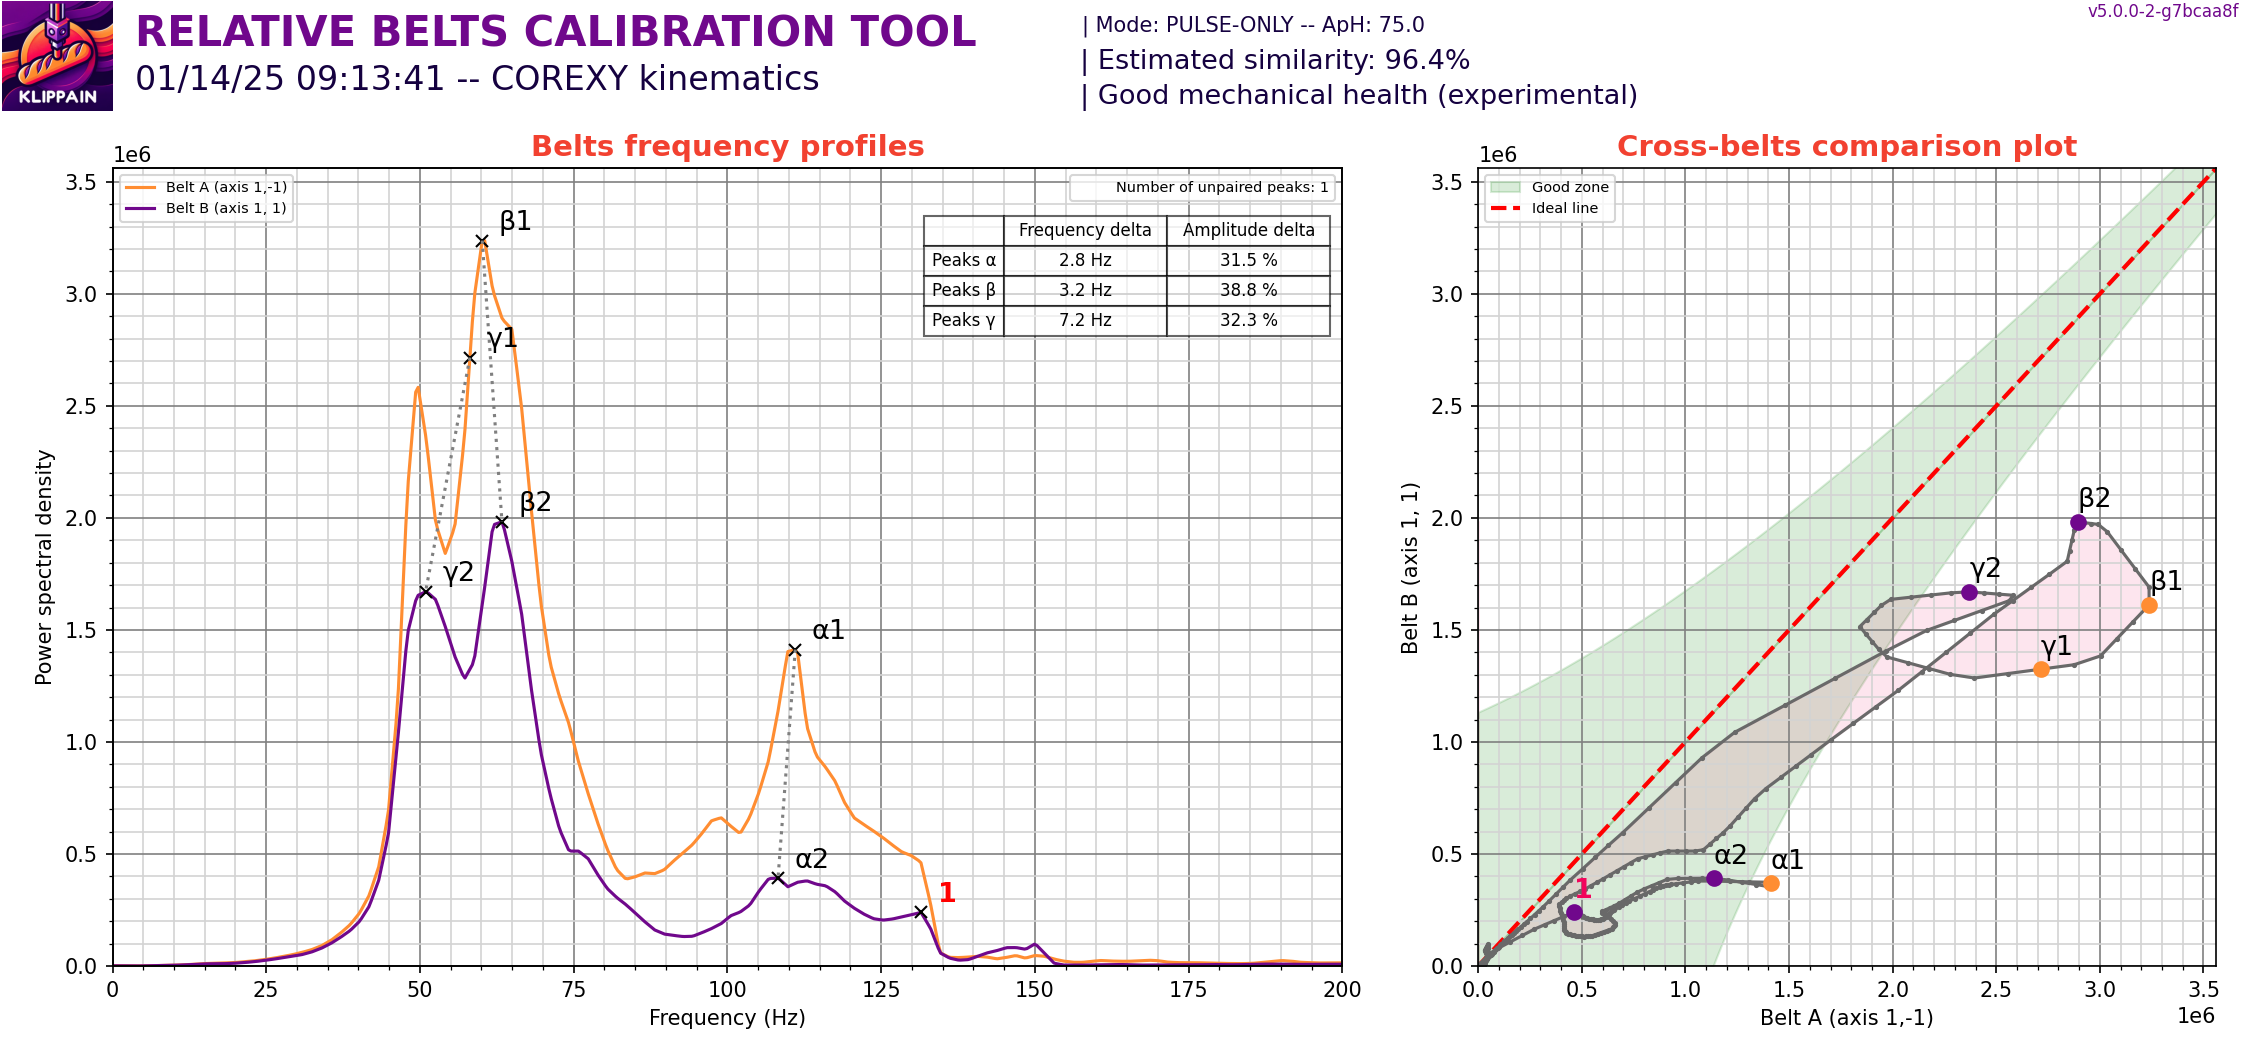 KLIPPAIN
RELATIVE BELTS CALIBRATION TOOL
01/14/25 09:13:41 -- COREXY kinematics
| Mode: PULSE-ONLY -- ApH: 75.0
| Estimated similarity: 96.4%
| Good mechanical health (experimental)
v5.0.0-2-g7bcaa8f
Belts frequency profiles
1e6
Belt A (axis 1,-1)
Belt B (axis 1, 1)
Number of unpaired peaks: 1
Frequency delta Amplitude delta
Peaks α 2.8 Hz 31.5 %
Peaks β 3.2 Hz 38.8 %
Peaks γ 7.2 Hz 32.3 %
β1
γ1
β2
γ2
α1
α2
1
3.5
3.0
2.5
2.0
1.5
1.0
0.5
0.0
Power spectral density
0 25 50 75 100 125 150 175 200
Frequency (Hz)
Cross-belts comparison plot
1e6
Good zone
Ideal line
β2
γ2
β1
γ1
α2
α1
1
3.5
3.0
2.5
2.0
1.5
1.0
0.5
0.0
Belt B (axis 1, 1)
0.0 0.5 1.0 1.5 2.0 2.5 3.0 3.5
Belt A (axis 1,-1)
1e6